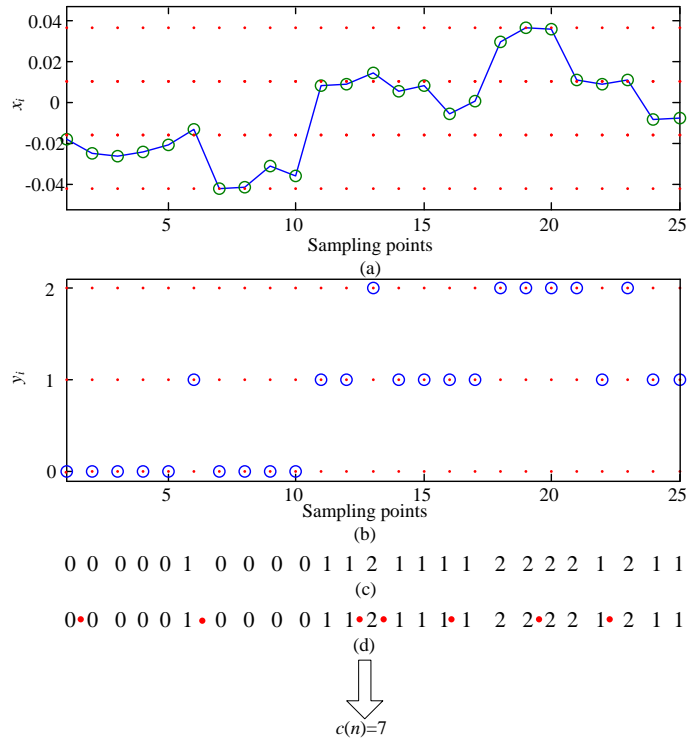 0.04
0.02
0
-0.02
-0.04
x_i
5 10 15 20 25
Sampling points
(a)
2
1
0
y_i
5 10 15 20 25
Sampling points
(b)
0 0 0 0 0 1 0 0 0 0 1 1 2 1 1 1 1 2 2 2 2 1 2 1 1
(c)
0•0 0 0 0 1•0 0 0 0 1 1•2•1 1 1•1 2 2•2 2 1•2 1 1
(d)
c(n)=7